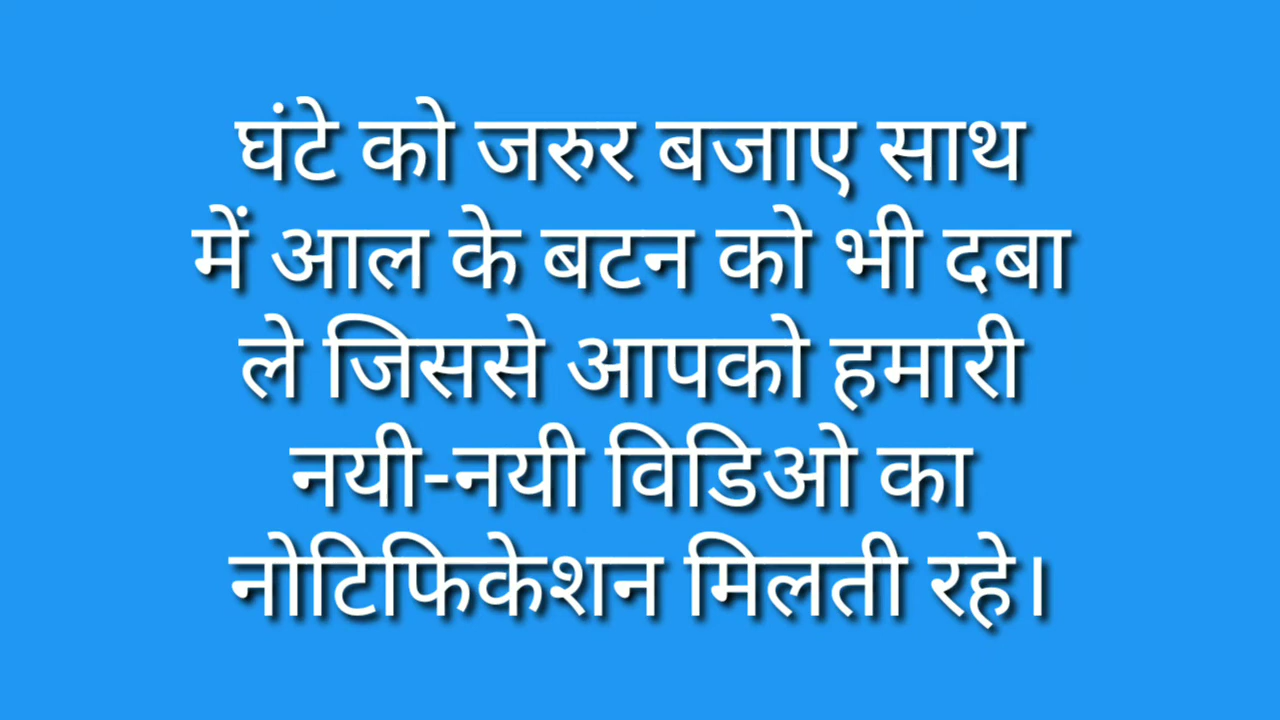 घंटे को जरुर बजाए साथ
में आल के बटन को भी दबा
ले जिससे आपको हमारी
नयी-नयी विडिओ का
नोटिफिकेशन मिलती रहे।